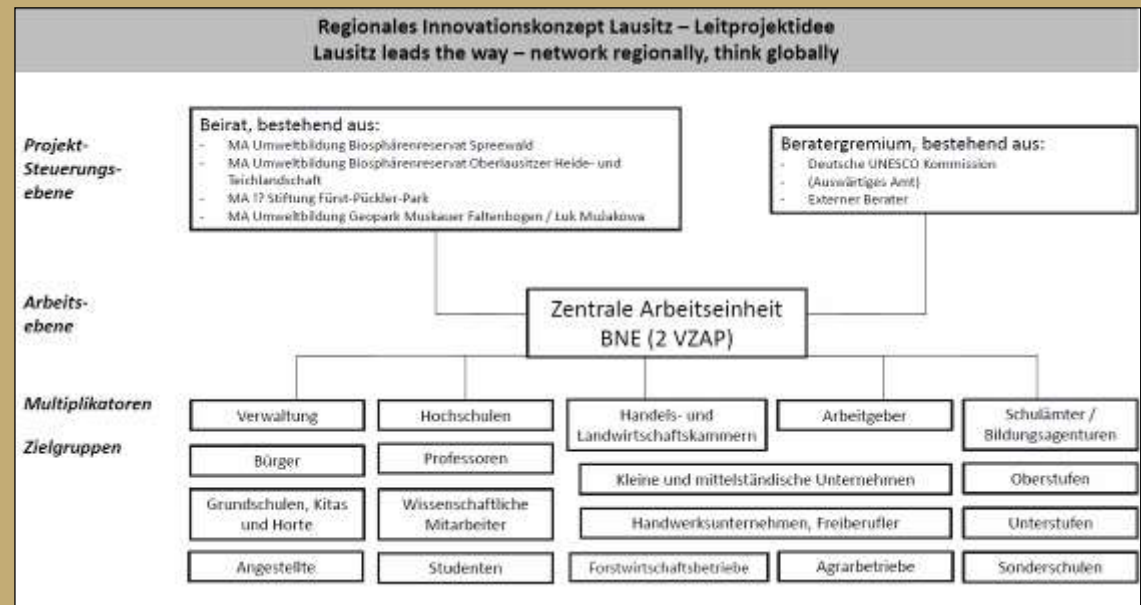 Regionales Innovationskonzept Lausitz – Leitprojektidee
Lausitz leads the way – network regionally, think globally
Projekt-
Steuerungs-
ebene
Beirat, bestehend aus:
- MA Umweltbildung Biosphärenreservat Spreewald
- MA Umweltbildung Biosphärenreservat Oberlausitzer Heide- und
Teichlandschaft
- MA !? Stiftung Fürst-Pückler-Park
- MA Umweltbildung Geopark Muskauer Faltenbogen / Łuk Mużakowa
Beratergremium, bestehend aus:
- Deutsche UNESCO Kommission
- (Auswärtiges Amt)
- Externer Berater
Arbeits-
ebene
Zentrale Arbeitseinheit
BNE (2 VZAP)
Multiplikatoren
Verwaltung
Hochschulen
Handels- und
Landwirtschaftskammern
Arbeitgeber
Schulämter /
Bildungsagenturen
Zielgruppen
Bürger
Professoren
Kleine und mittelständische Unternehmen
Oberstufen
Grundschulen, Kitas
und Horte
Wissenschaftliche
Mitarbeiter
Handwerksunternehmen, Freiberufler
Unterstufen
Angestellte
Studenten
Forstwirtschaftsbetriebe
Agrarbetriebe
Sonderschulen